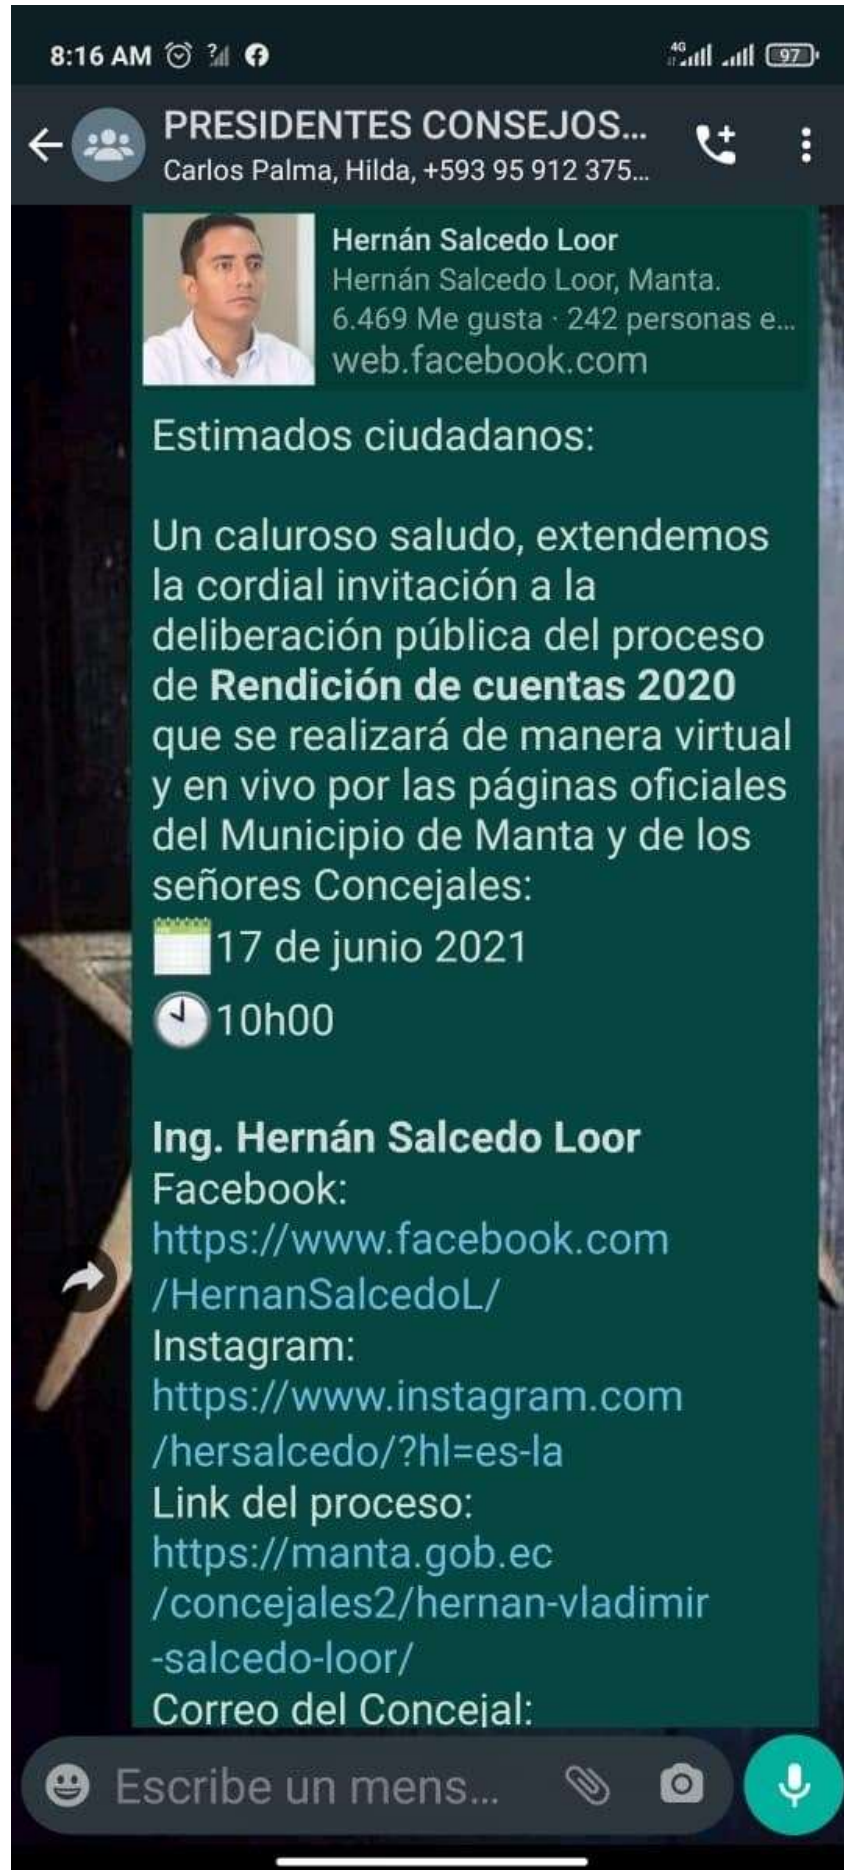 8:16 AM
4G
97
PRESIDENTES CONSEJOS...
Carlos Palma, Hilda, +593 95 912 375...
Hernán Salcedo Loor
Hernán Salcedo Loor, Manta.
6.469 Me gusta · 242 personas e...
web.facebook.com
Estimados ciudadanos:
Un caluroso saludo, extendemos
la cordial invitación a la
deliberación pública del proceso
de Rendición de cuentas 2020
que se realizará de manera virtual
y en vivo por las páginas oficiales
del Municipio de Manta y de los
señores Concejales:
17 de junio 2021
10h00
Ing. Hernán Salcedo Loor
Facebook:
https://www.facebook.com
/HernanSalcedoL/
Instagram:
https://www.instagram.com
/hersalcedo/?hl=es-la
Link del proceso:
https://manta.gob.ec
/concejales2/hernan-vladimir
-salcedo-loor/
Correo del Concejal:
Escribe un mens...